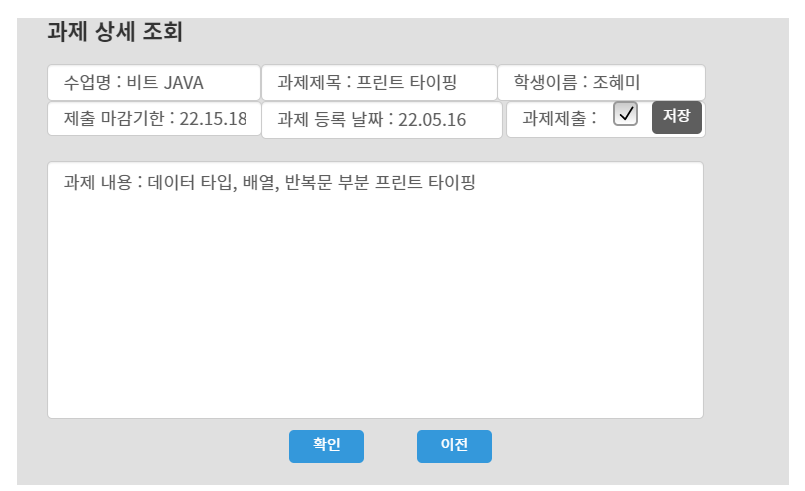 과제 상세 조회
수업명 : 비트 JAVA 과제제목 : 프린트 타이핑 학생이름 : 조혜미
제출 마감기한 : 22.15.18 과제 등록 날짜 : 22.05.16 과제제출 : 저장
과제 내용 : 데이터 타입, 배열, 반복문 부분 프린트 타이핑
확인 이전